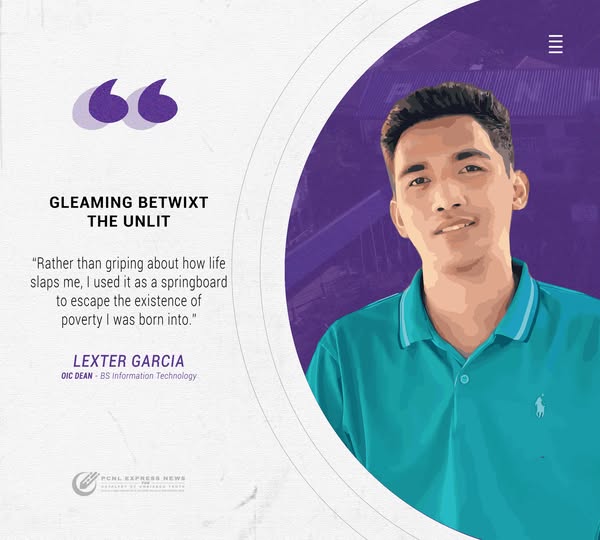 GLEAMING BETWIXT
THE UNLIT
“Rather than griping about how life
slaps me, I used it as a springboard
to escape the existence of
poverty I was born into.”
LEXTER GARCIA
OIC DEAN - BS Information Technology
PCNL EXPRESS NEWS